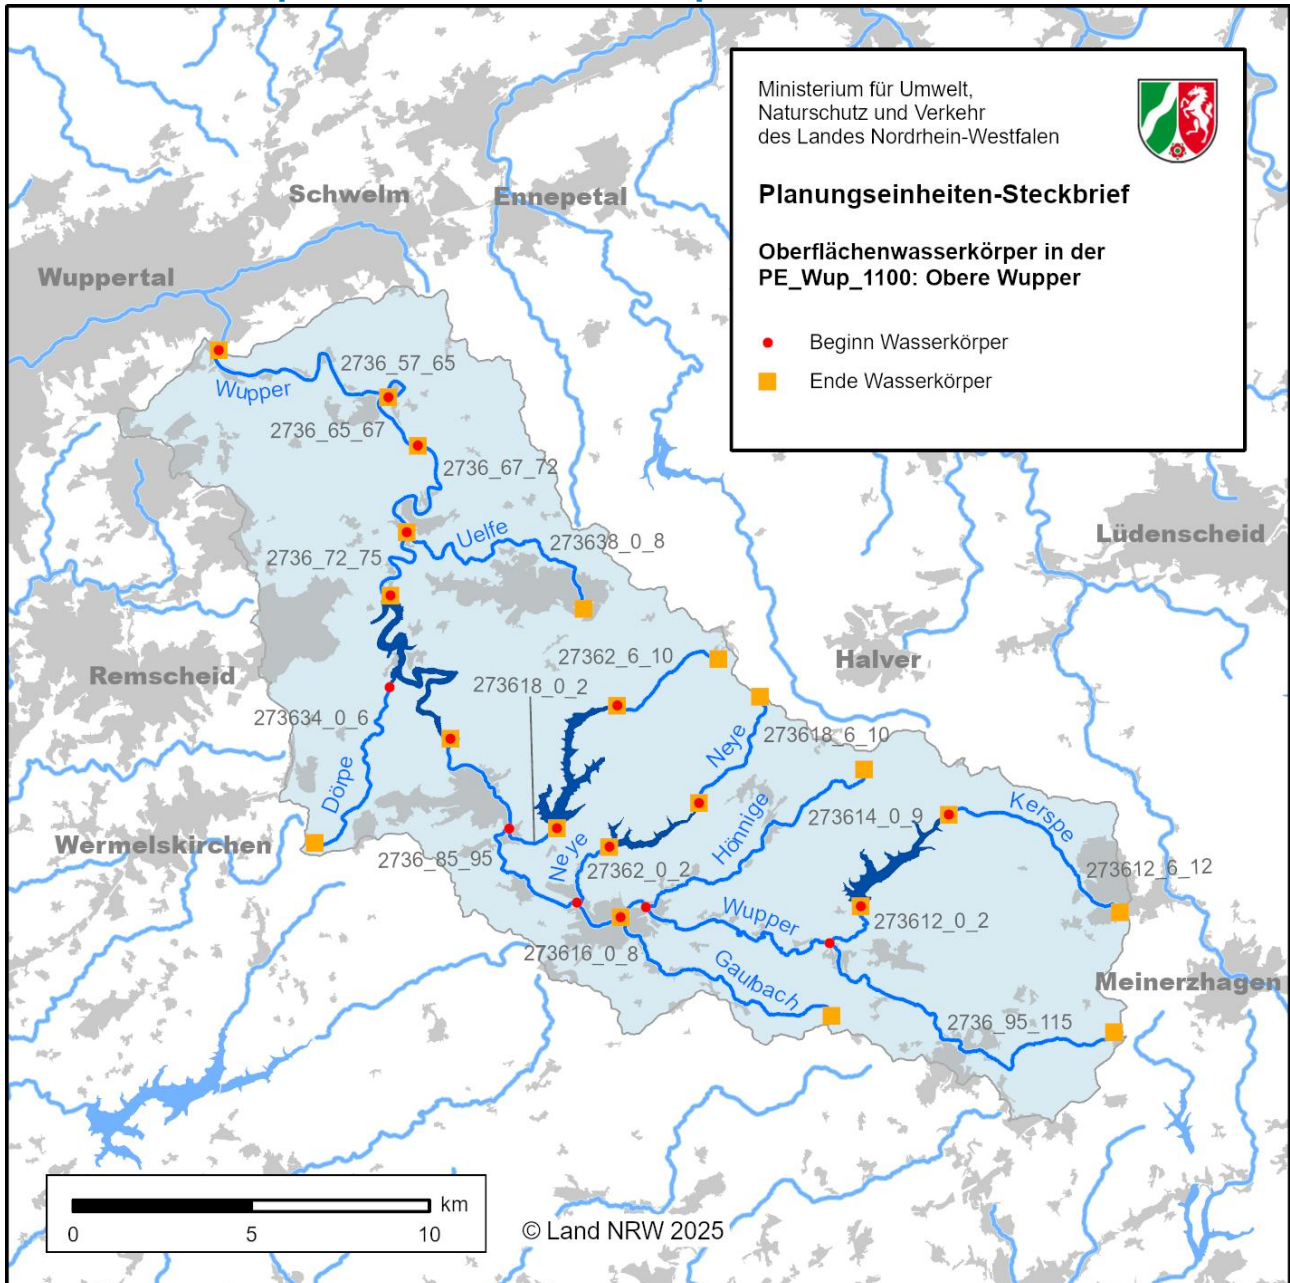 Ministerium für Umwelt,
Naturschutz und Verkehr
des Landes Nordrhein-Westfalen
Planungseinheiten-Steckbrief
Oberflächenwasserkörper in der
PE_Wup_1100: Obere Wupper
Beginn Wasserkörper
Ende Wasserkörper
Schwelm
Ennepetal
Wuppertal
2736_57_65
Wupper
2736_65_67
2736_67_72
Uelfe
273638_0_8
Lüdenscheid
2736_72_75
27362_6_10
Halver
Remscheid
273618_0_2
273634_0_6
273618_6_10
Neye
Dörpe
Hönnige
273614_0_9
Kerspe
Wermelskirchen
2736_85_95
Neye
27362_0_2
273612_6_12
Wupper
273612_0_2
273616_0_8
Gaulbach
Meinerzhagen
2736_95_115
km
0 5 10
© Land NRW 2025